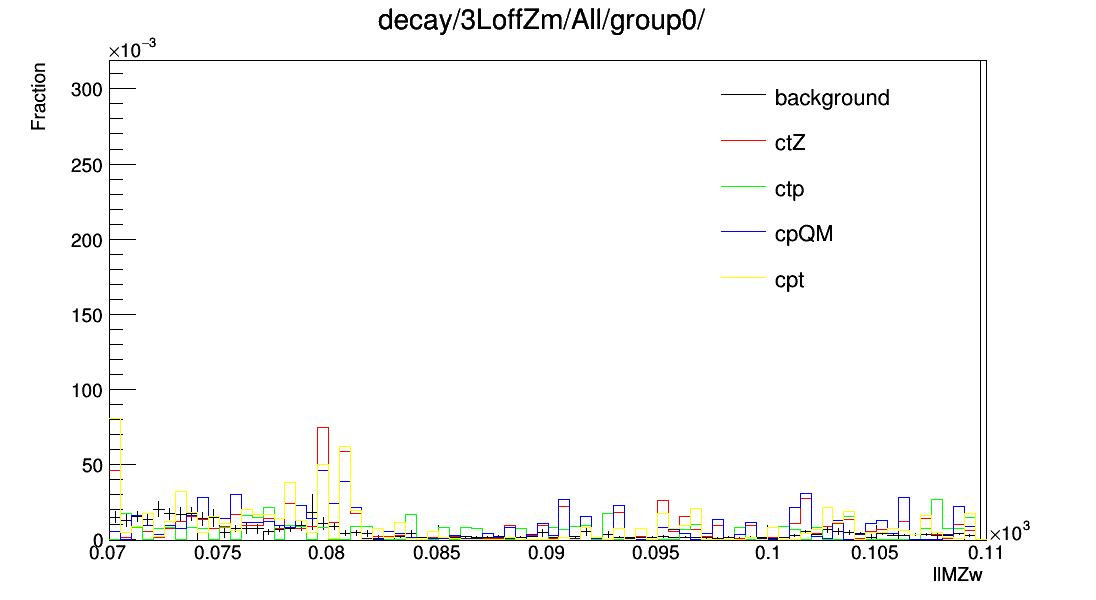 decay/3LoffZm/All/group0/
×10⁻³
Fraction
300
250
200
150
100
50
0
background
ctZ
ctp
cpQM
cpt
0.07 0.075 0.08 0.085 0.09 0.095 0.1 0.105 0.11
×10³
llMZw